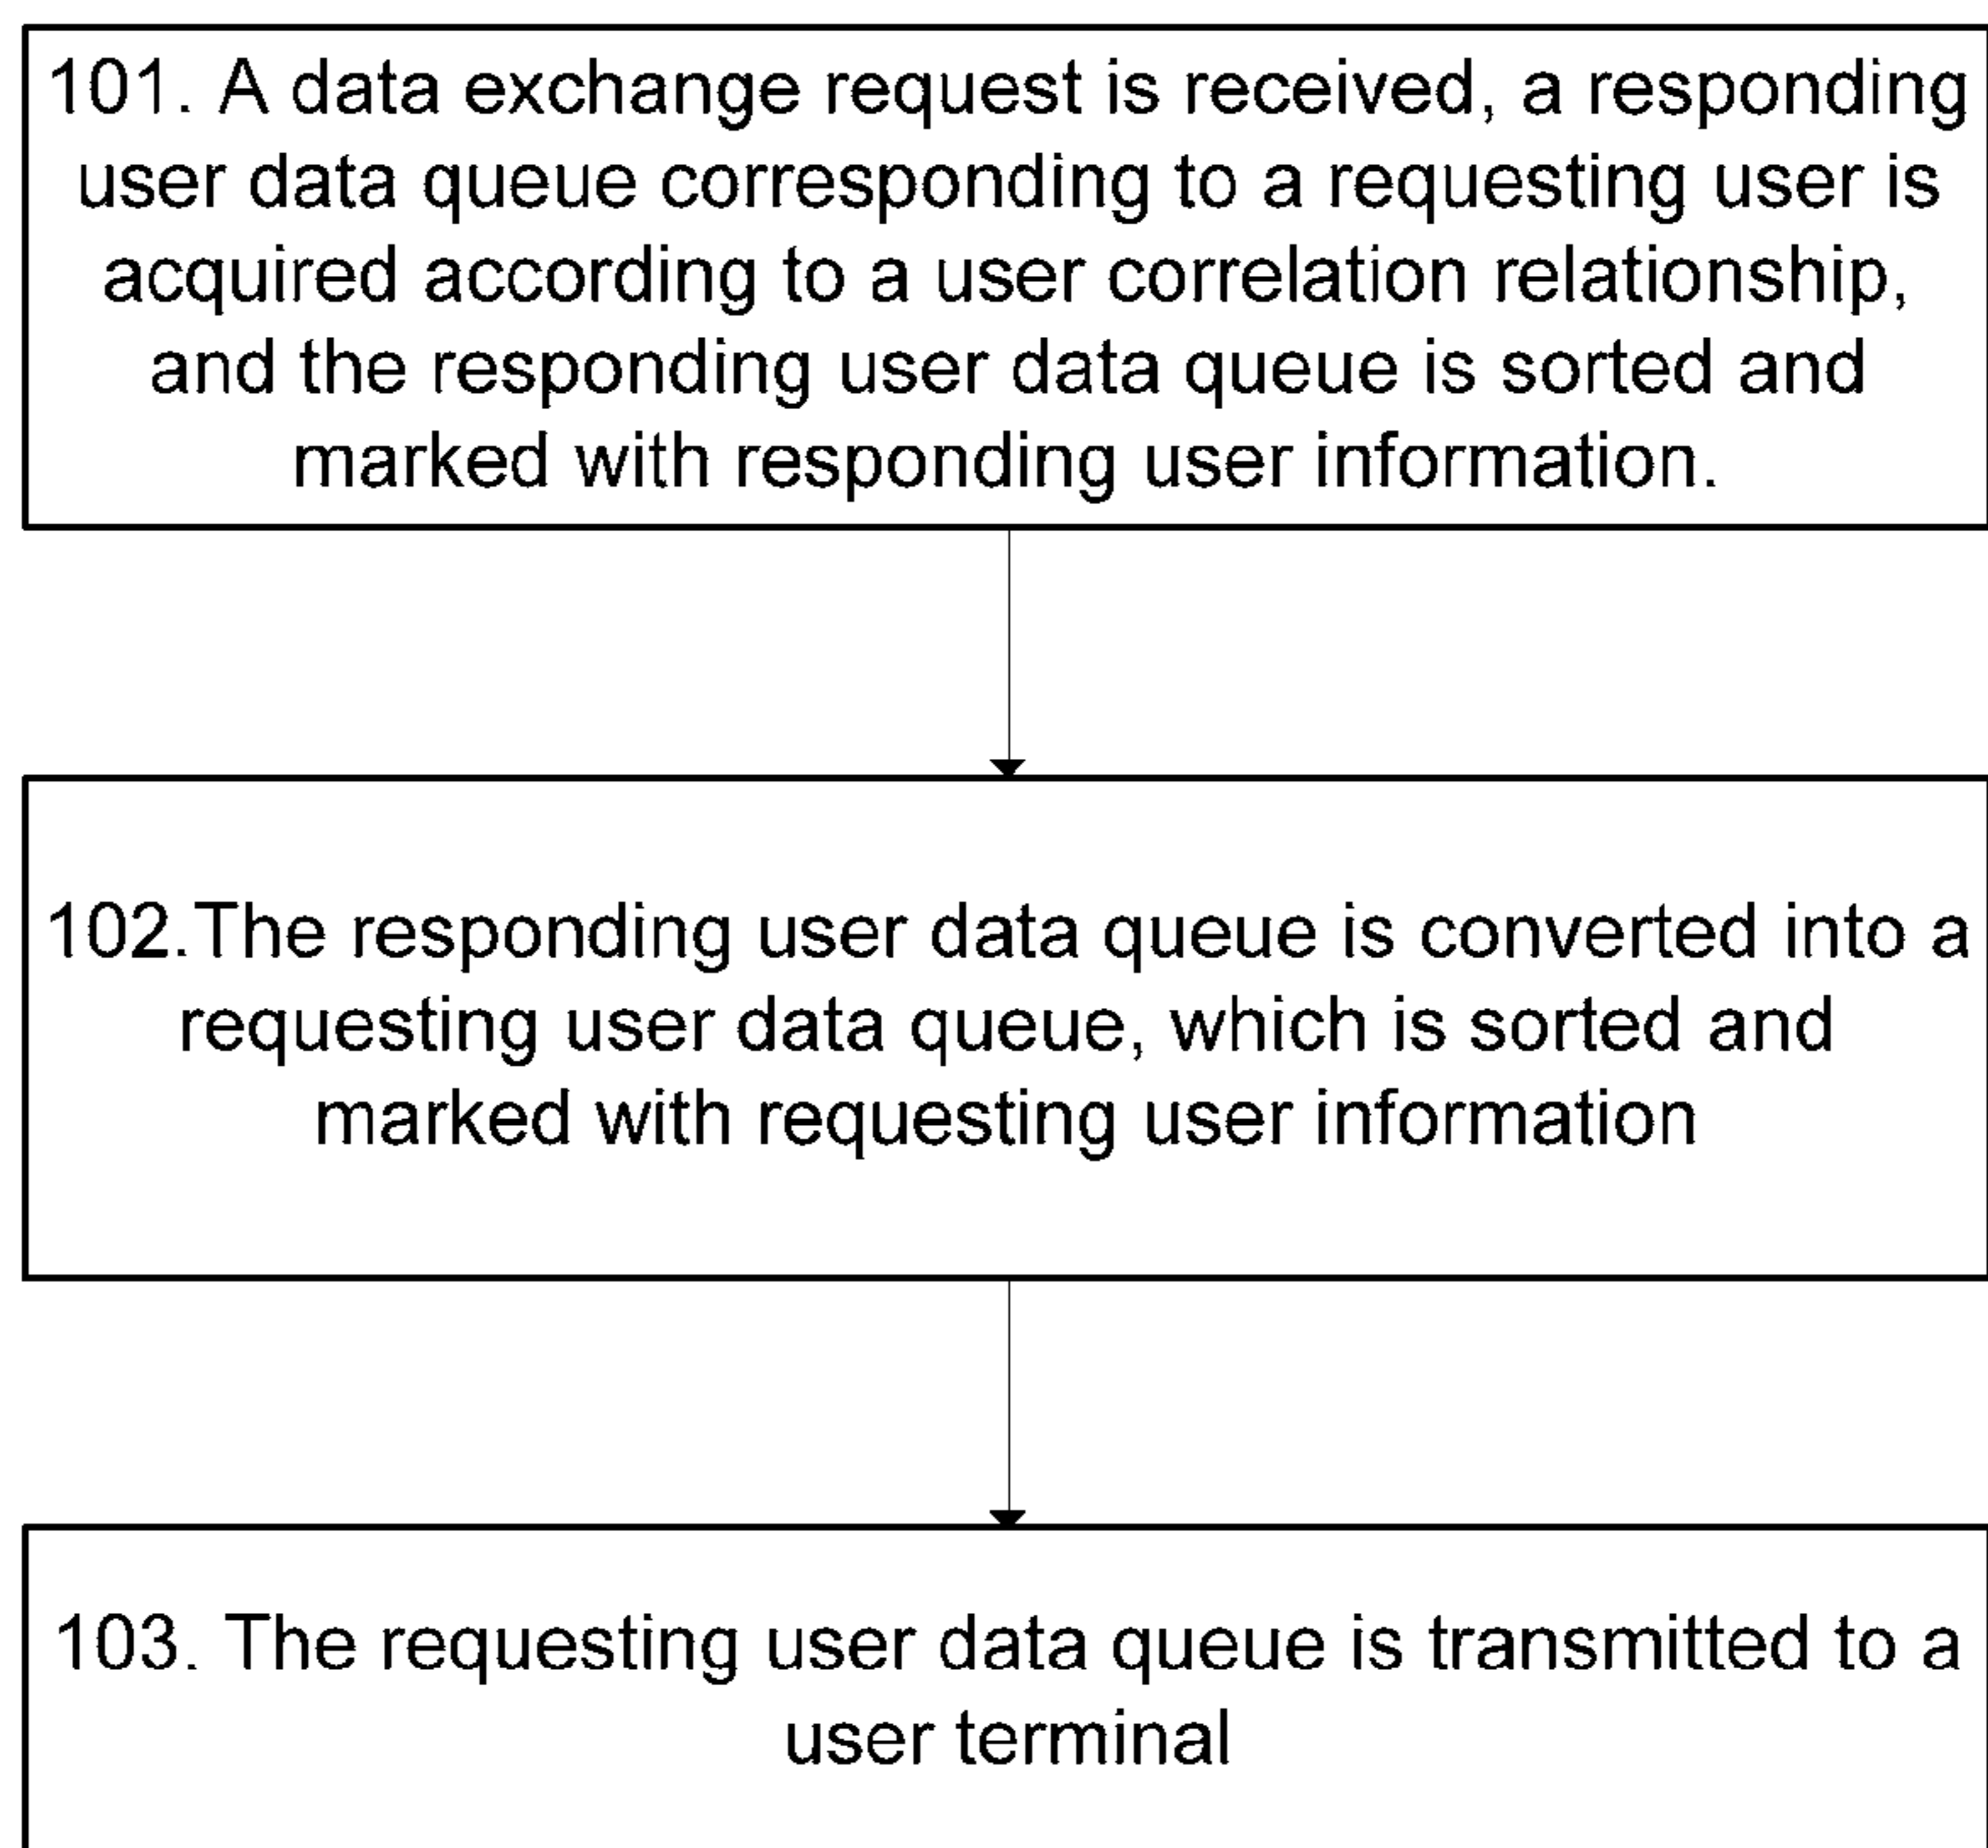 101. A data exchange request is received, a responding
user data queue corresponding to a requesting user is
acquired according to a user correlation relationship,
and the responding user data queue is sorted and
marked with responding user information.
102.The responding user data queue is converted into a
requesting user data queue, which is sorted and
marked with requesting user information
103. The requesting user data queue is transmitted to a
user terminal